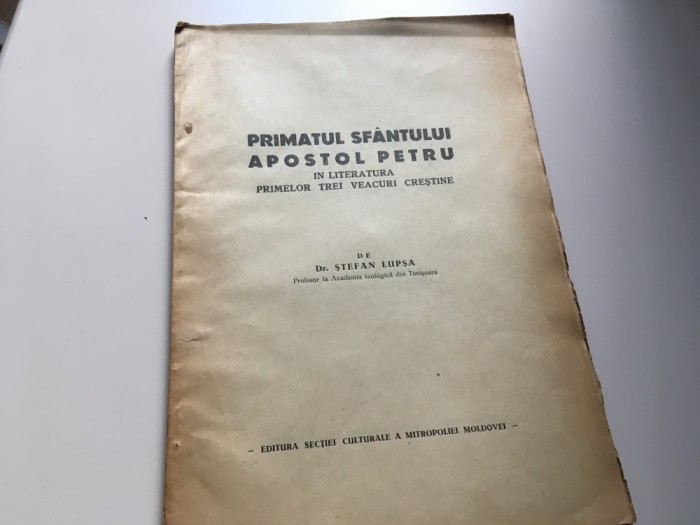 PRIMATUL SFÂNTULUI
APOSTOL PETRU
IN LITERATURA
PRIMELOR TREI VEACURI CREȘTINE
DE
Dr. ȘTEFAN LUPȘA
Profesor la Academia teologică din Timișoara
- EDITURA SECȚIEI CULTURALE A MITROPOLIEI MOLDOVEI -